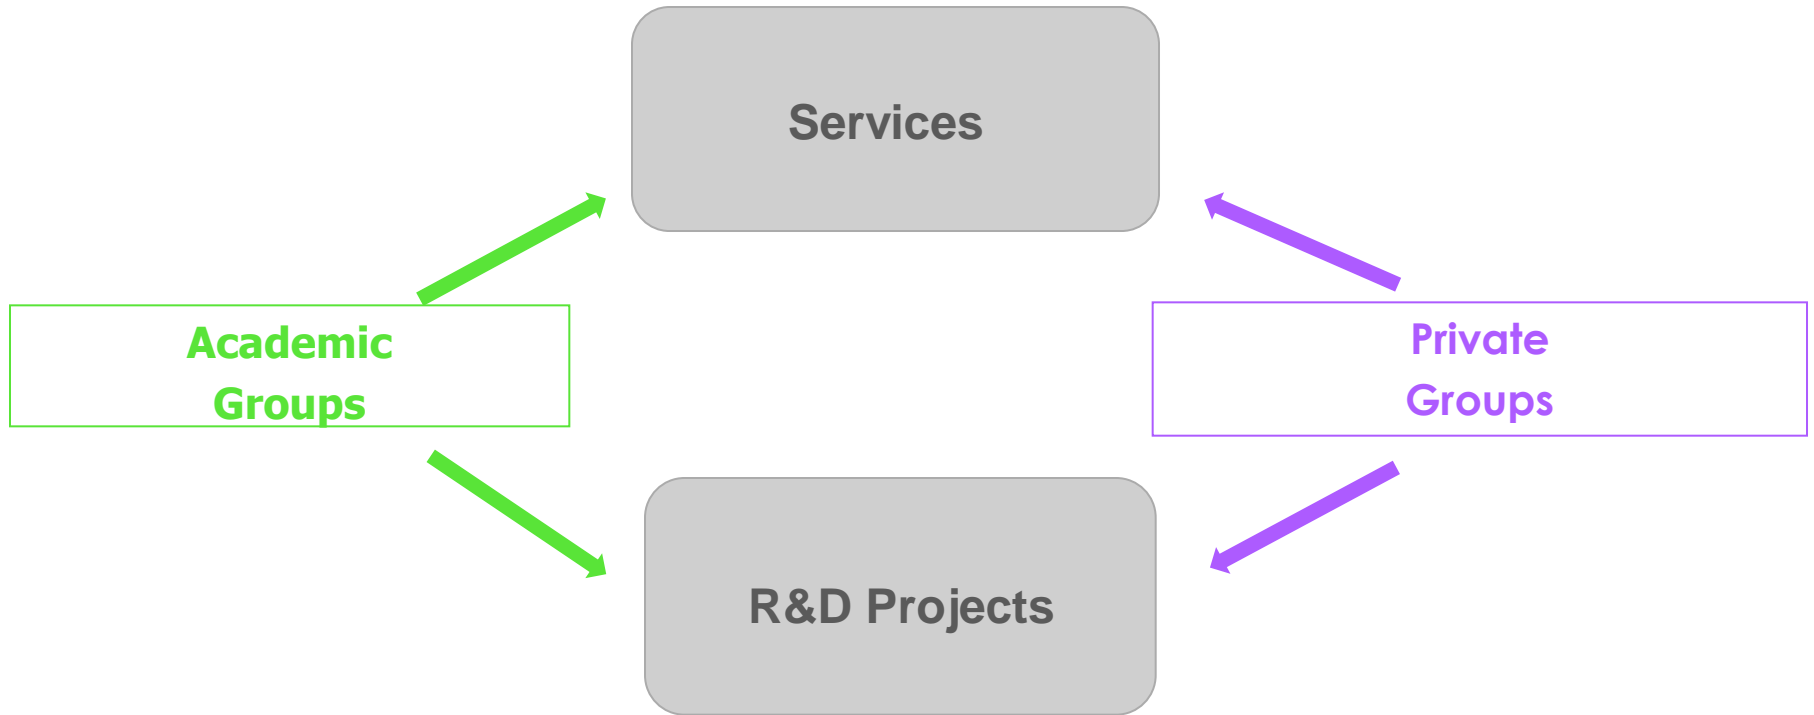 Services
Academic
Groups
Private
Groups
R&D Projects